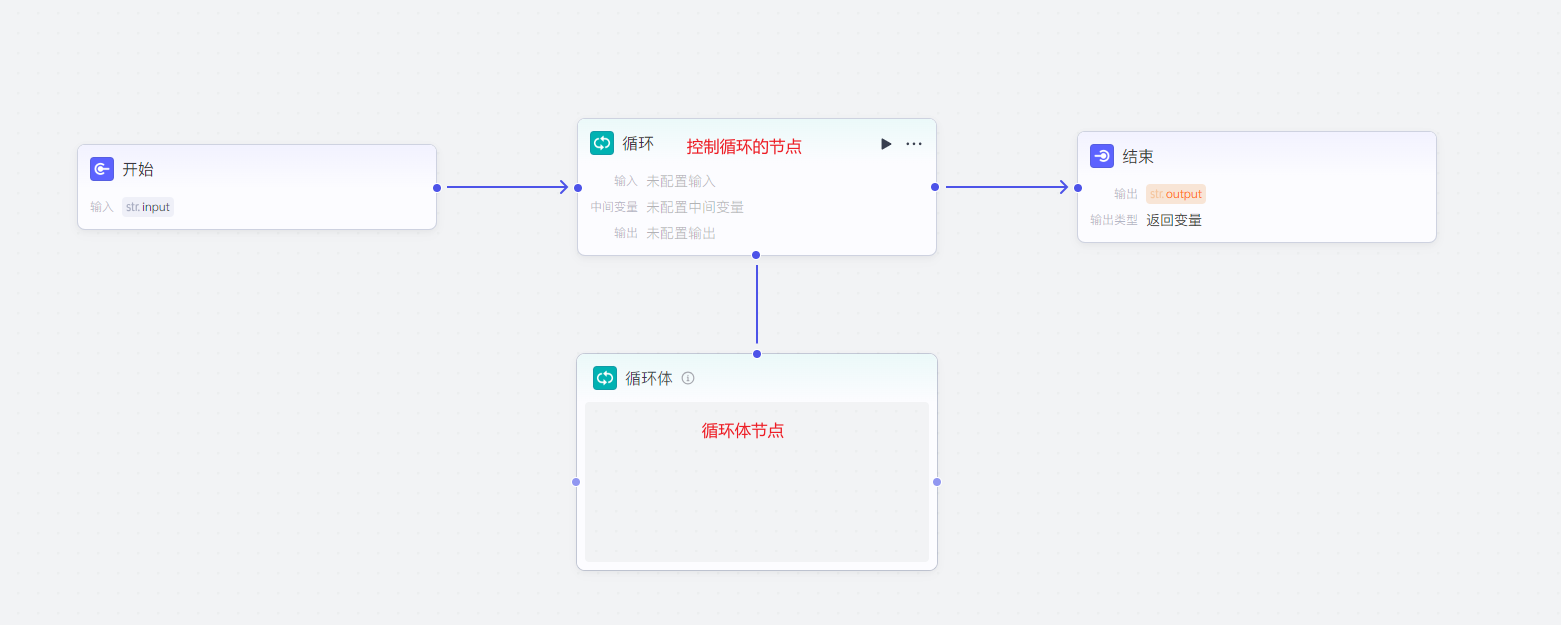 开始
输入 str. input
循环 控制循环的节点
输入 未配置输入
中间变量 未配置中间变量
输出 未配置输出
结束
输出 str. output
输出类型 返回变量
循环体
循环体节点